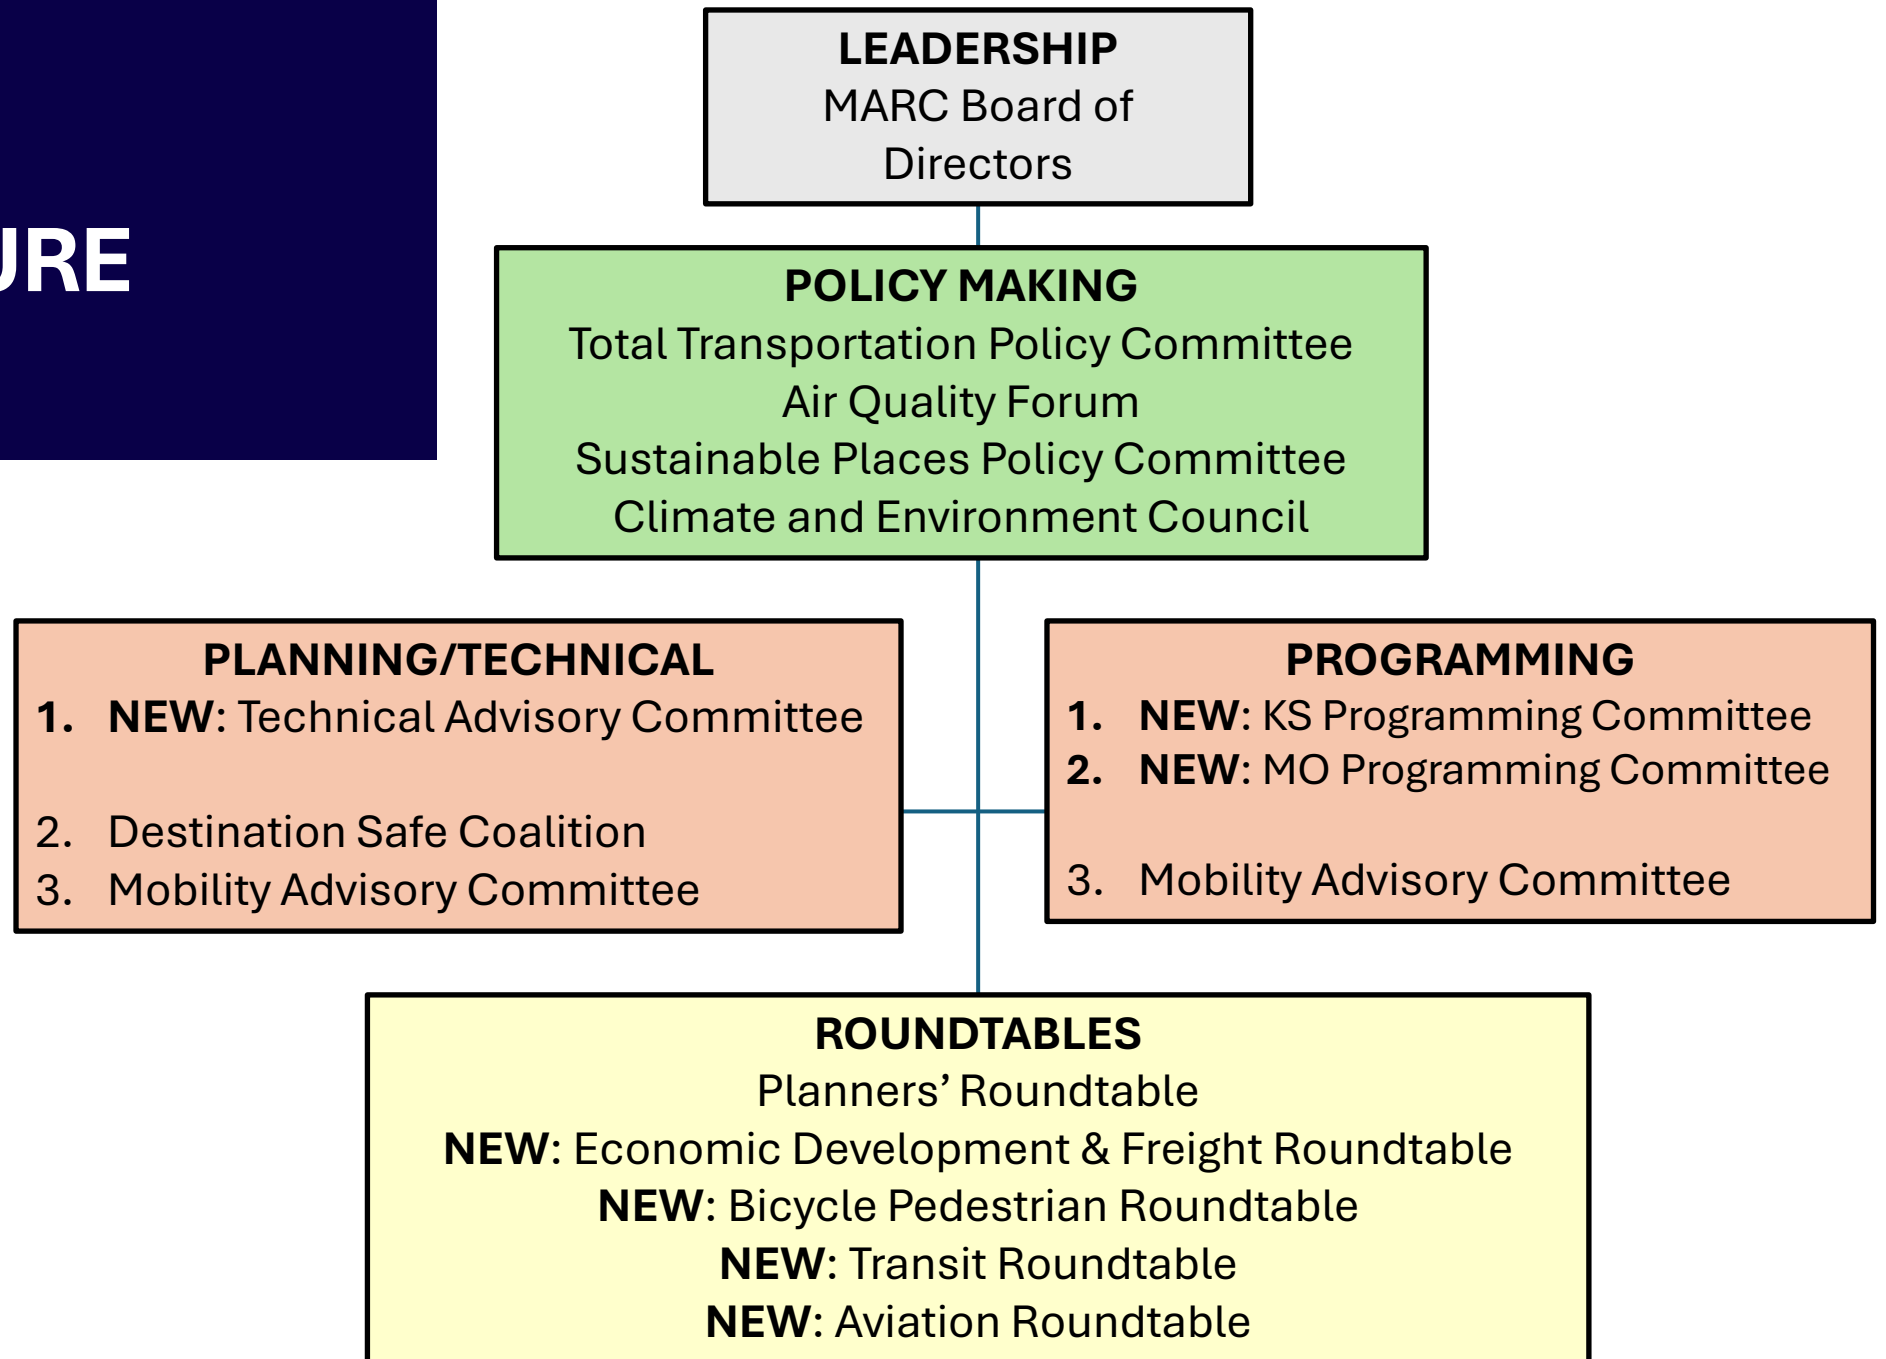 URE
LEADERSHIP
MARC Board of
Directors
POLICY MAKING
Total Transportation Policy Committee
Air Quality Forum
Sustainable Places Policy Committee
Climate and Environment Council
PLANNING/TECHNICAL
1. NEW: Technical Advisory Committee
2. Destination Safe Coalition
3. Mobility Advisory Committee
PROGRAMMING
1. NEW: KS Programming Committee
2. NEW: MO Programming Committee
3. Mobility Advisory Committee
ROUNDTABLES
Planners’ Roundtable
NEW: Economic Development & Freight Roundtable
NEW: Bicycle Pedestrian Roundtable
NEW: Transit Roundtable
NEW: Aviation Roundtable